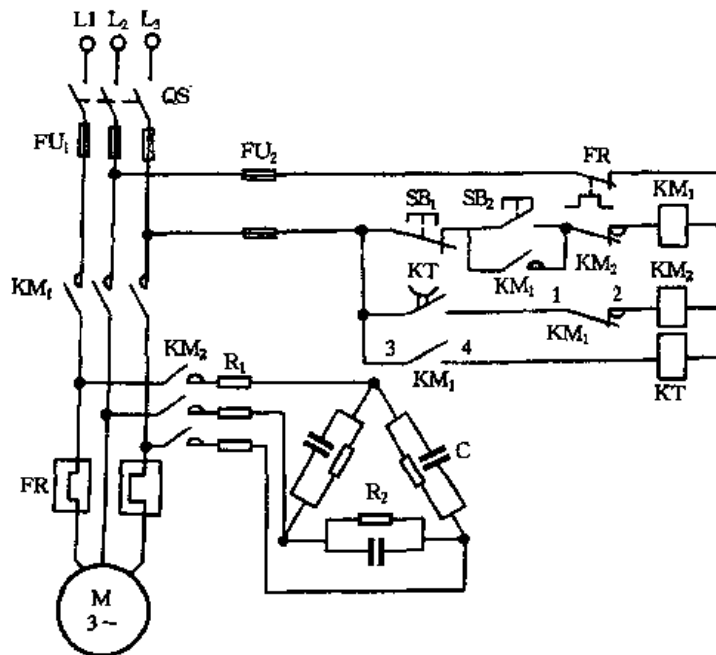 L1 L₂ L₃
QS
FU₁
FU₂
FR
SB₁
SB₂
KM₁
KM₂
KM₁
KT
KM₂
KM₁
1
2
KM₁
3
4
KM₁
KT
KM₂
R₁
C
R₂
FR
M
3~